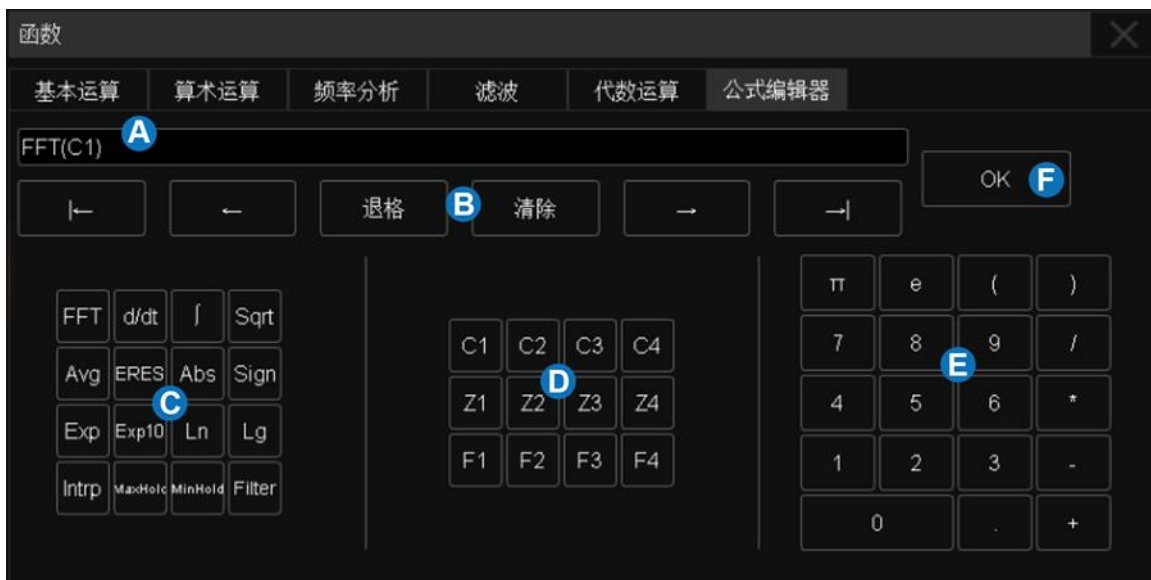 函数
基本运算 算术运算 频率分析 滤波 代数运算 公式编辑器
A
FFT(C1)
OK F
|← ← 退格 B 清除 → →|
π e ( )
FFT d/dt ∫ Sqrt
C1 C2 C3 C4
7 8 9 /
Avg ERES Abs Sign
D
E
C
Z1 Z2 Z3 Z4
4 5 6 *
Exp Exp10 Ln Lg
F1 F2 F3 F4
1 2 3 -
Intrp MaxHold MinHold Filter
0 . +